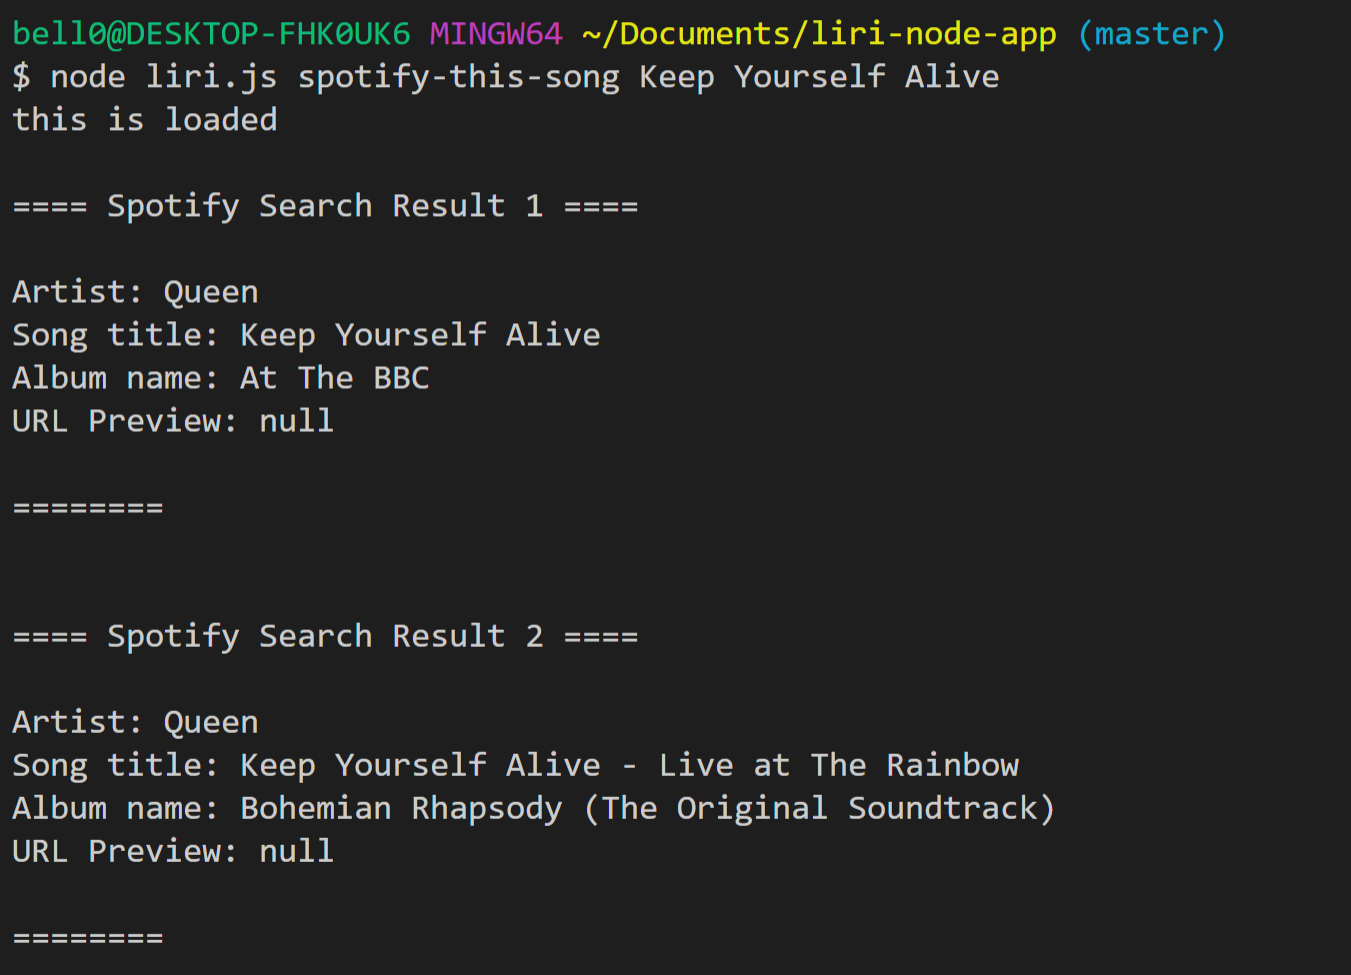 bell0@DESKTOP-FHK0UK6 MINGW64 ~/Documents/liri-node-app (master)
$ node liri.js spotify-this-song Keep Yourself Alive
this is loaded
==== Spotify Search Result 1 ====
Artist: Queen
Song title: Keep Yourself Alive
Album name: At The BBC
URL Preview: null
========
==== Spotify Search Result 2 ====
Artist: Queen
Song title: Keep Yourself Alive - Live at The Rainbow
Album name: Bohemian Rhapsody (The Original Soundtrack)
URL Preview: null
========